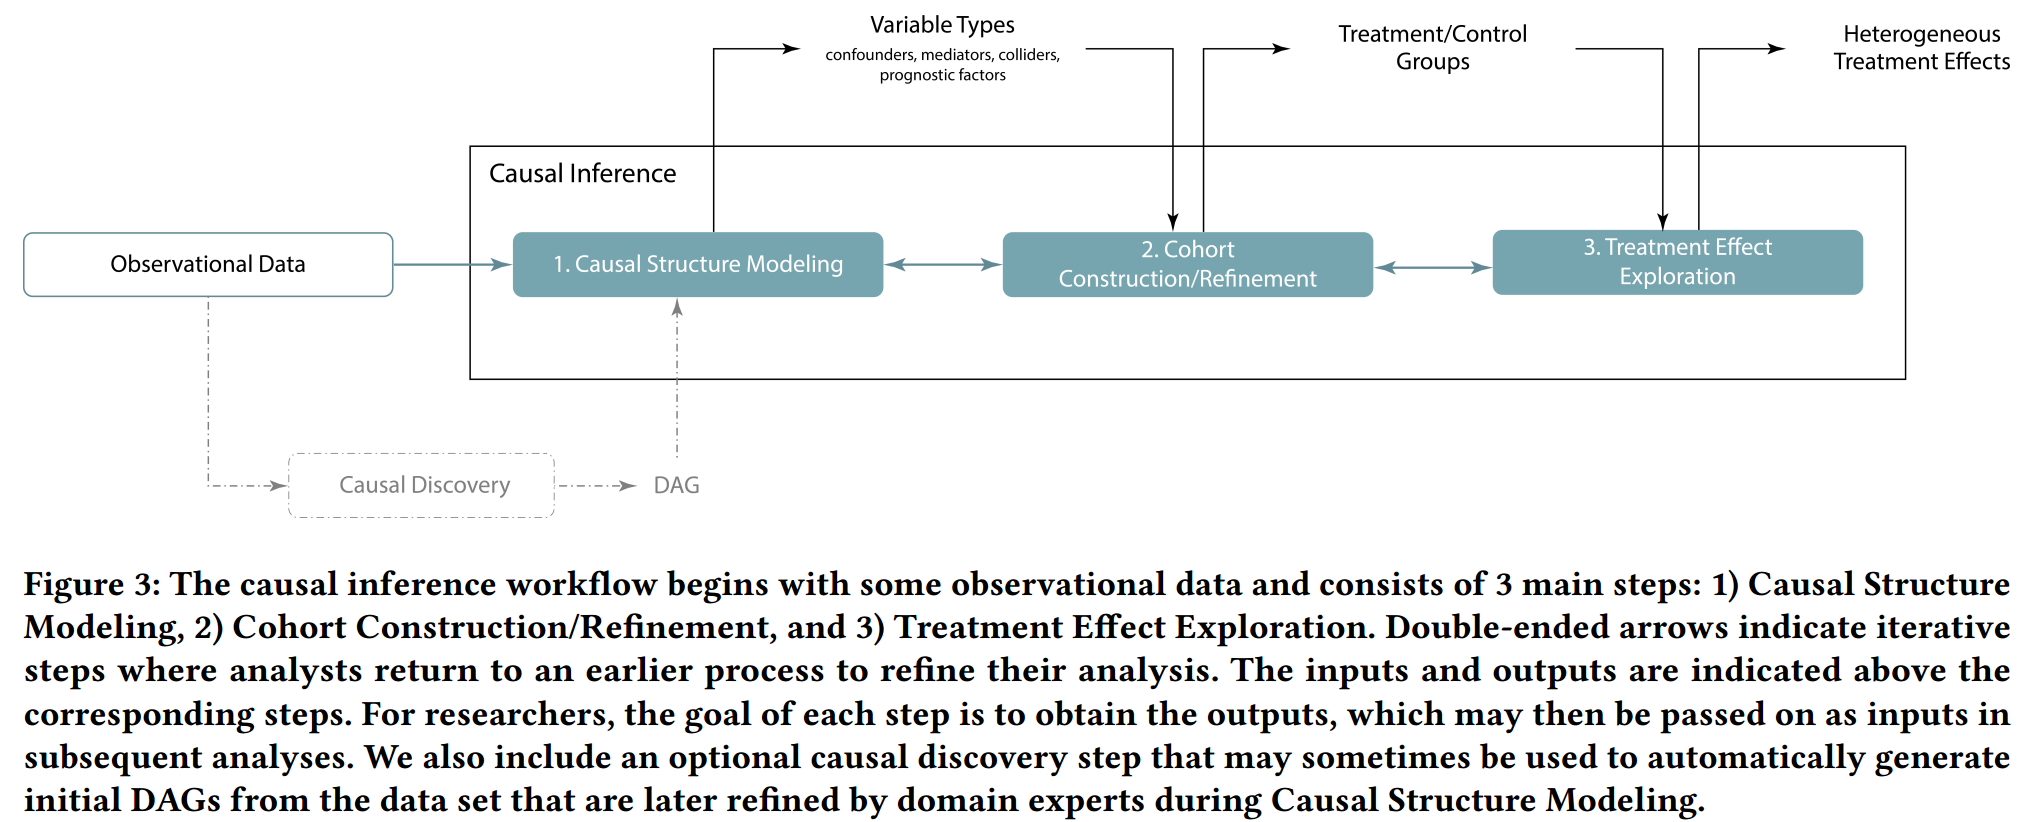 Variable Types
confounders, mediators, colliders,
prognostic factors
Treatment/Control
Groups
Heterogeneous
Treatment Effects
Causal Inference
Observational Data
1. Causal Structure Modeling
2. Cohort
Construction/Refinement
3. Treatment Effect
Exploration
Causal Discovery
DAG
Figure 3: The causal inference workflow begins with some observational data and consists of 3 main steps: 1) Causal Structure
Modeling, 2) Cohort Construction/Refinement, and 3) Treatment Effect Exploration. Double-ended arrows indicate iterative
steps where analysts return to an earlier process to refine their analysis. The inputs and outputs are indicated above the
corresponding steps. For researchers, the goal of each step is to obtain the outputs, which may then be passed on as inputs in
subsequent analyses. We also include an optional causal discovery step that may sometimes be used to automatically generate
initial DAGs from the data set that are later refined by domain experts during Causal Structure Modeling.